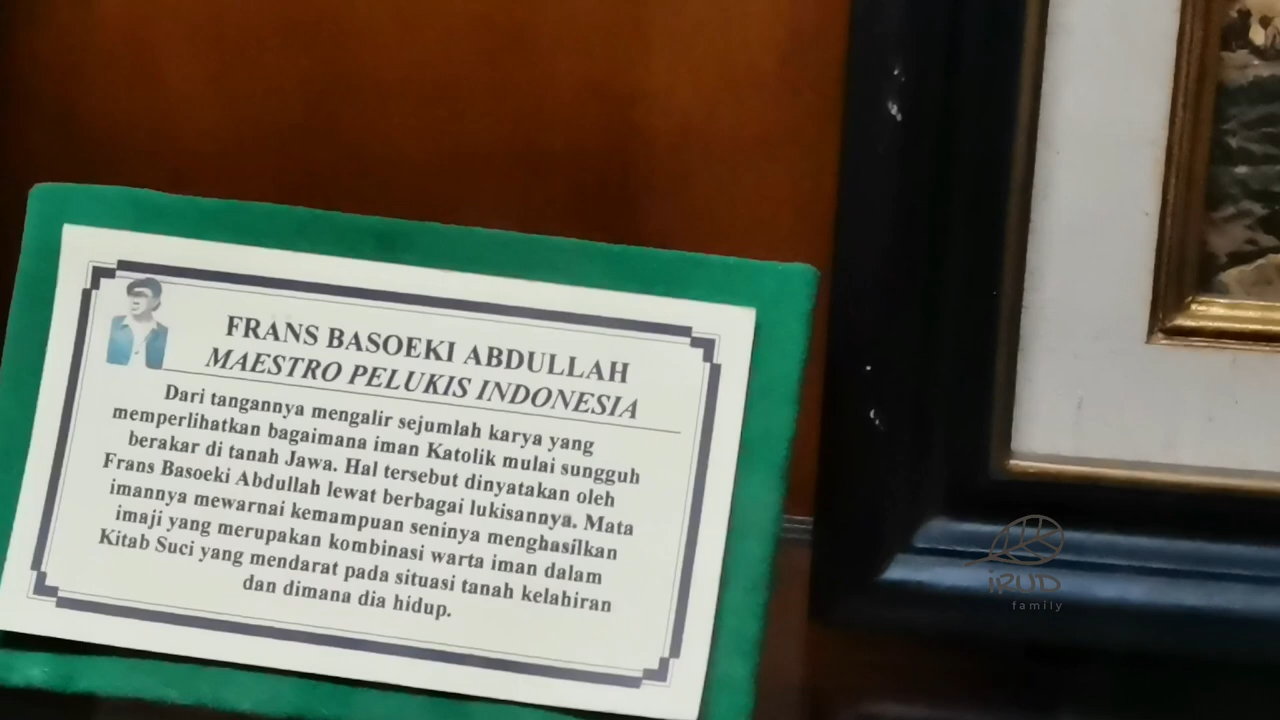 FRANS BASOEKI ABDULLAH
MAESTRO PELUKIS INDONESIA
Dari tangannya mengalir sejumlah karya yang
memperlihatkan bagaimana iman Katolik mulai sungguh
berakar di tanah Jawa. Hal tersebut dinyatakan oleh
Frans Basoeki Abdullah lewat berbagai lukisannya. Mata
imannya mewarnai kemampuan seninya menghasilkan
imaji yang merupakan kombinasi warta iman dalam
Kitab Suci yang mendarat pada situasi tanah kelahiran
dan dimana dia hidup.
iRUD
family